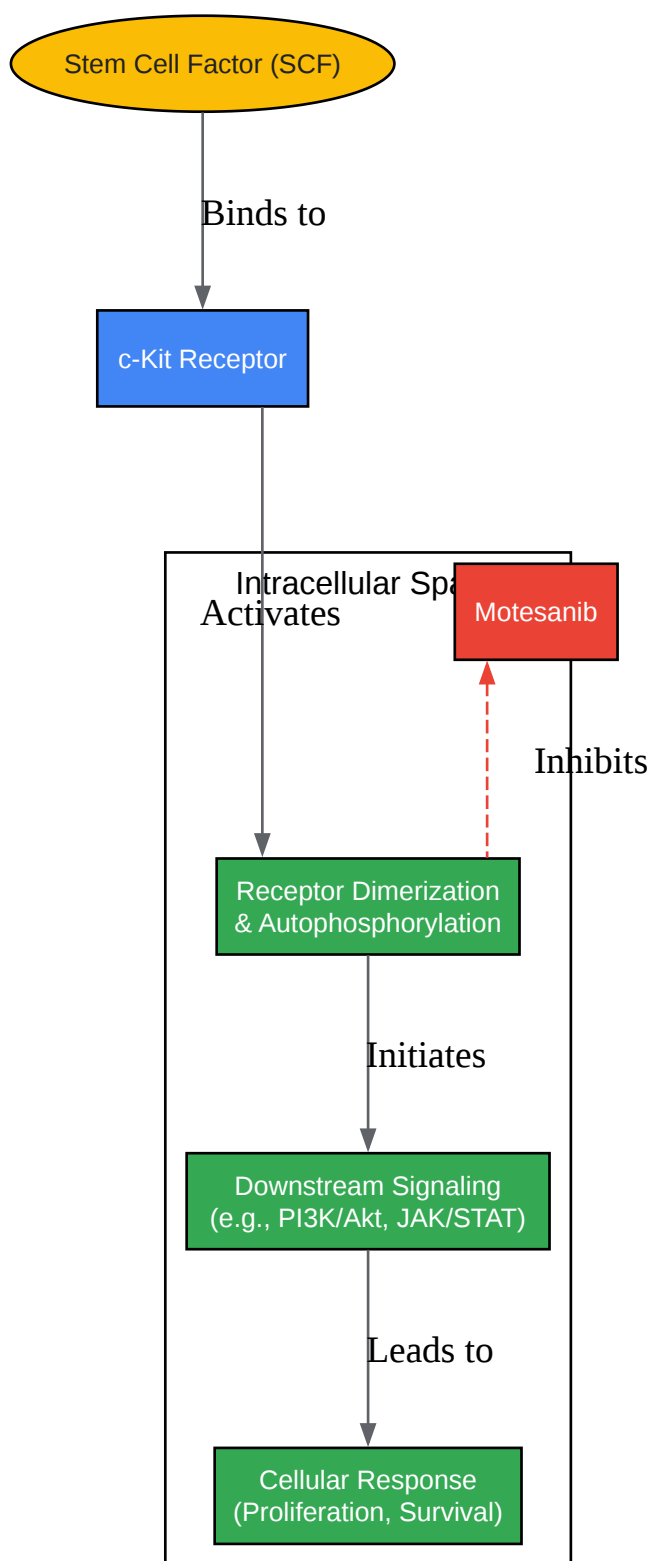 Stem Cell Factor (SCF)
Binds to
c-Kit Receptor
Intracellular Spa
Motesanib
Activates
Inhibits
Receptor Dimerization
& Autophosphorylation
Initiates
Downstream Signaling
(e.g., PI3K/Akt, JAK/STAT)
Leads to
Cellular Response
(Proliferation, Survival)